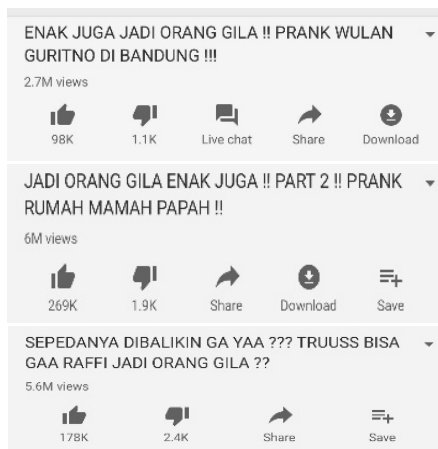 ENAK JUGA JADI ORANG GILA !! PRANK WULAN
GURITNO DI BANDUNG !!!
2.7M views
98K 1.1K Live chat Share Download
JADI ORANG GILA ENAK JUGA !! PART 2 !! PRANK
RUMAH MAMAH PAPAH !!
6M views
269K 1.9K Share Download Save
SEPEDANYA DIBALIKIN GA YAA ??? TRUUSS BISA
GAA RAFFI JADI ORANG GILA ??
5.6M views
178K 2.4K Share Save